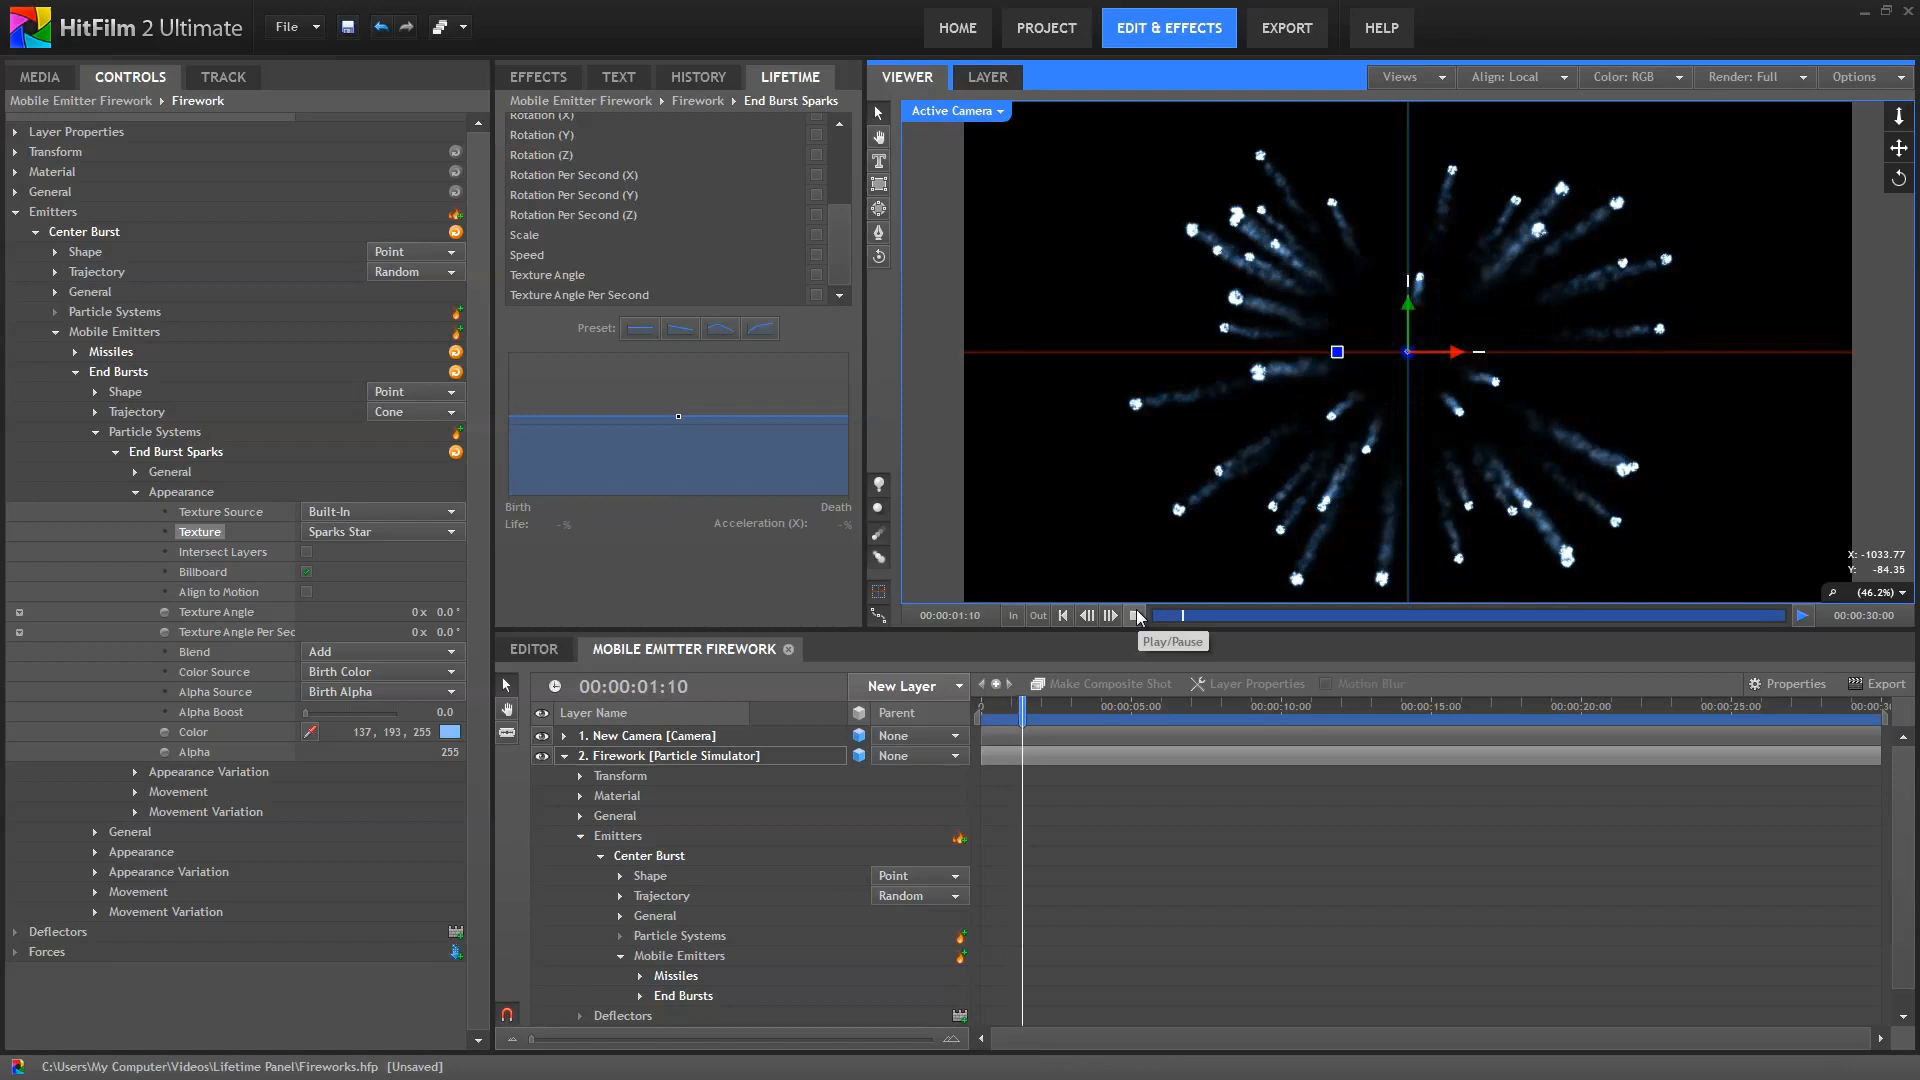 HitFilm 2 Ultimate
File
HOME
PROJECT
EDIT & EFFECTS
EXPORT
HELP
MEDIA
CONTROLS
TRACK
Mobile Emitter Firework
Firework
Layer Properties
Transform
Material
General
Emitters
Center Burst
Shape
Point
Trajectory
Random
General
Particle Systems
Mobile Emitters
Missiles
End Bursts
Shape
Point
Trajectory
Cone
Particle Systems
End Burst Sparks
General
Appearance
Texture Source
Built-In
Texture
Sparks Star
Intersect Layers
Billboard
Align to Motion
Texture Angle
0 x 0.0 °
Texture Angle Per Sec
0 x 0.0 °
Blend
Add
Color Source
Birth Color
Alpha Source
Birth Alpha
Alpha Boost
0.0
Color
137, 193, 255
Alpha
255
Appearance Variation
Movement
Movement Variation
General
Appearance
Appearance Variation
Movement
Movement Variation
Deflectors
Forces
EFFECTS
TEXT
HISTORY
LIFETIME
Mobile Emitter Firework
Firework
End Burst Sparks
Rotation (X)
Rotation (Y)
Rotation (Z)
Rotation Per Second (X)
Rotation Per Second (Y)
Rotation Per Second (Z)
Scale
Speed
Texture Angle
Texture Angle Per Second
Preset:
Birth
Death
Life: - %
Acceleration (X): - %
VIEWER
LAYER
Views
Align: Local
Color: RGB
Render: Full
Options
Active Camera
X: -1033.77
Y: -84.35
(46.2%)
00:00:01:10
In
Out
00:00:30:00
Play/Pause
EDITOR
MOBILE EMITTER FIREWORK
00:00:01:10
New Layer
Make Composite Shot
Layer Properties
Motion Blur
Properties
Export
Layer Name
Parent
0
00:00:05:00
00:00:10:00
00:00:15:00
00:00:20:00
00:00:25:00
00:00:30
1. New Camera [Camera]
None
2. Firework [Particle Simulator]
None
Transform
Material
General
Emitters
Center Burst
Shape
Point
Trajectory
Random
General
Particle Systems
Mobile Emitters
Missiles
End Bursts
Deflectors
C:\Users\My Computer\Videos\Lifetime Panel\Fireworks.hfp [Unsaved]